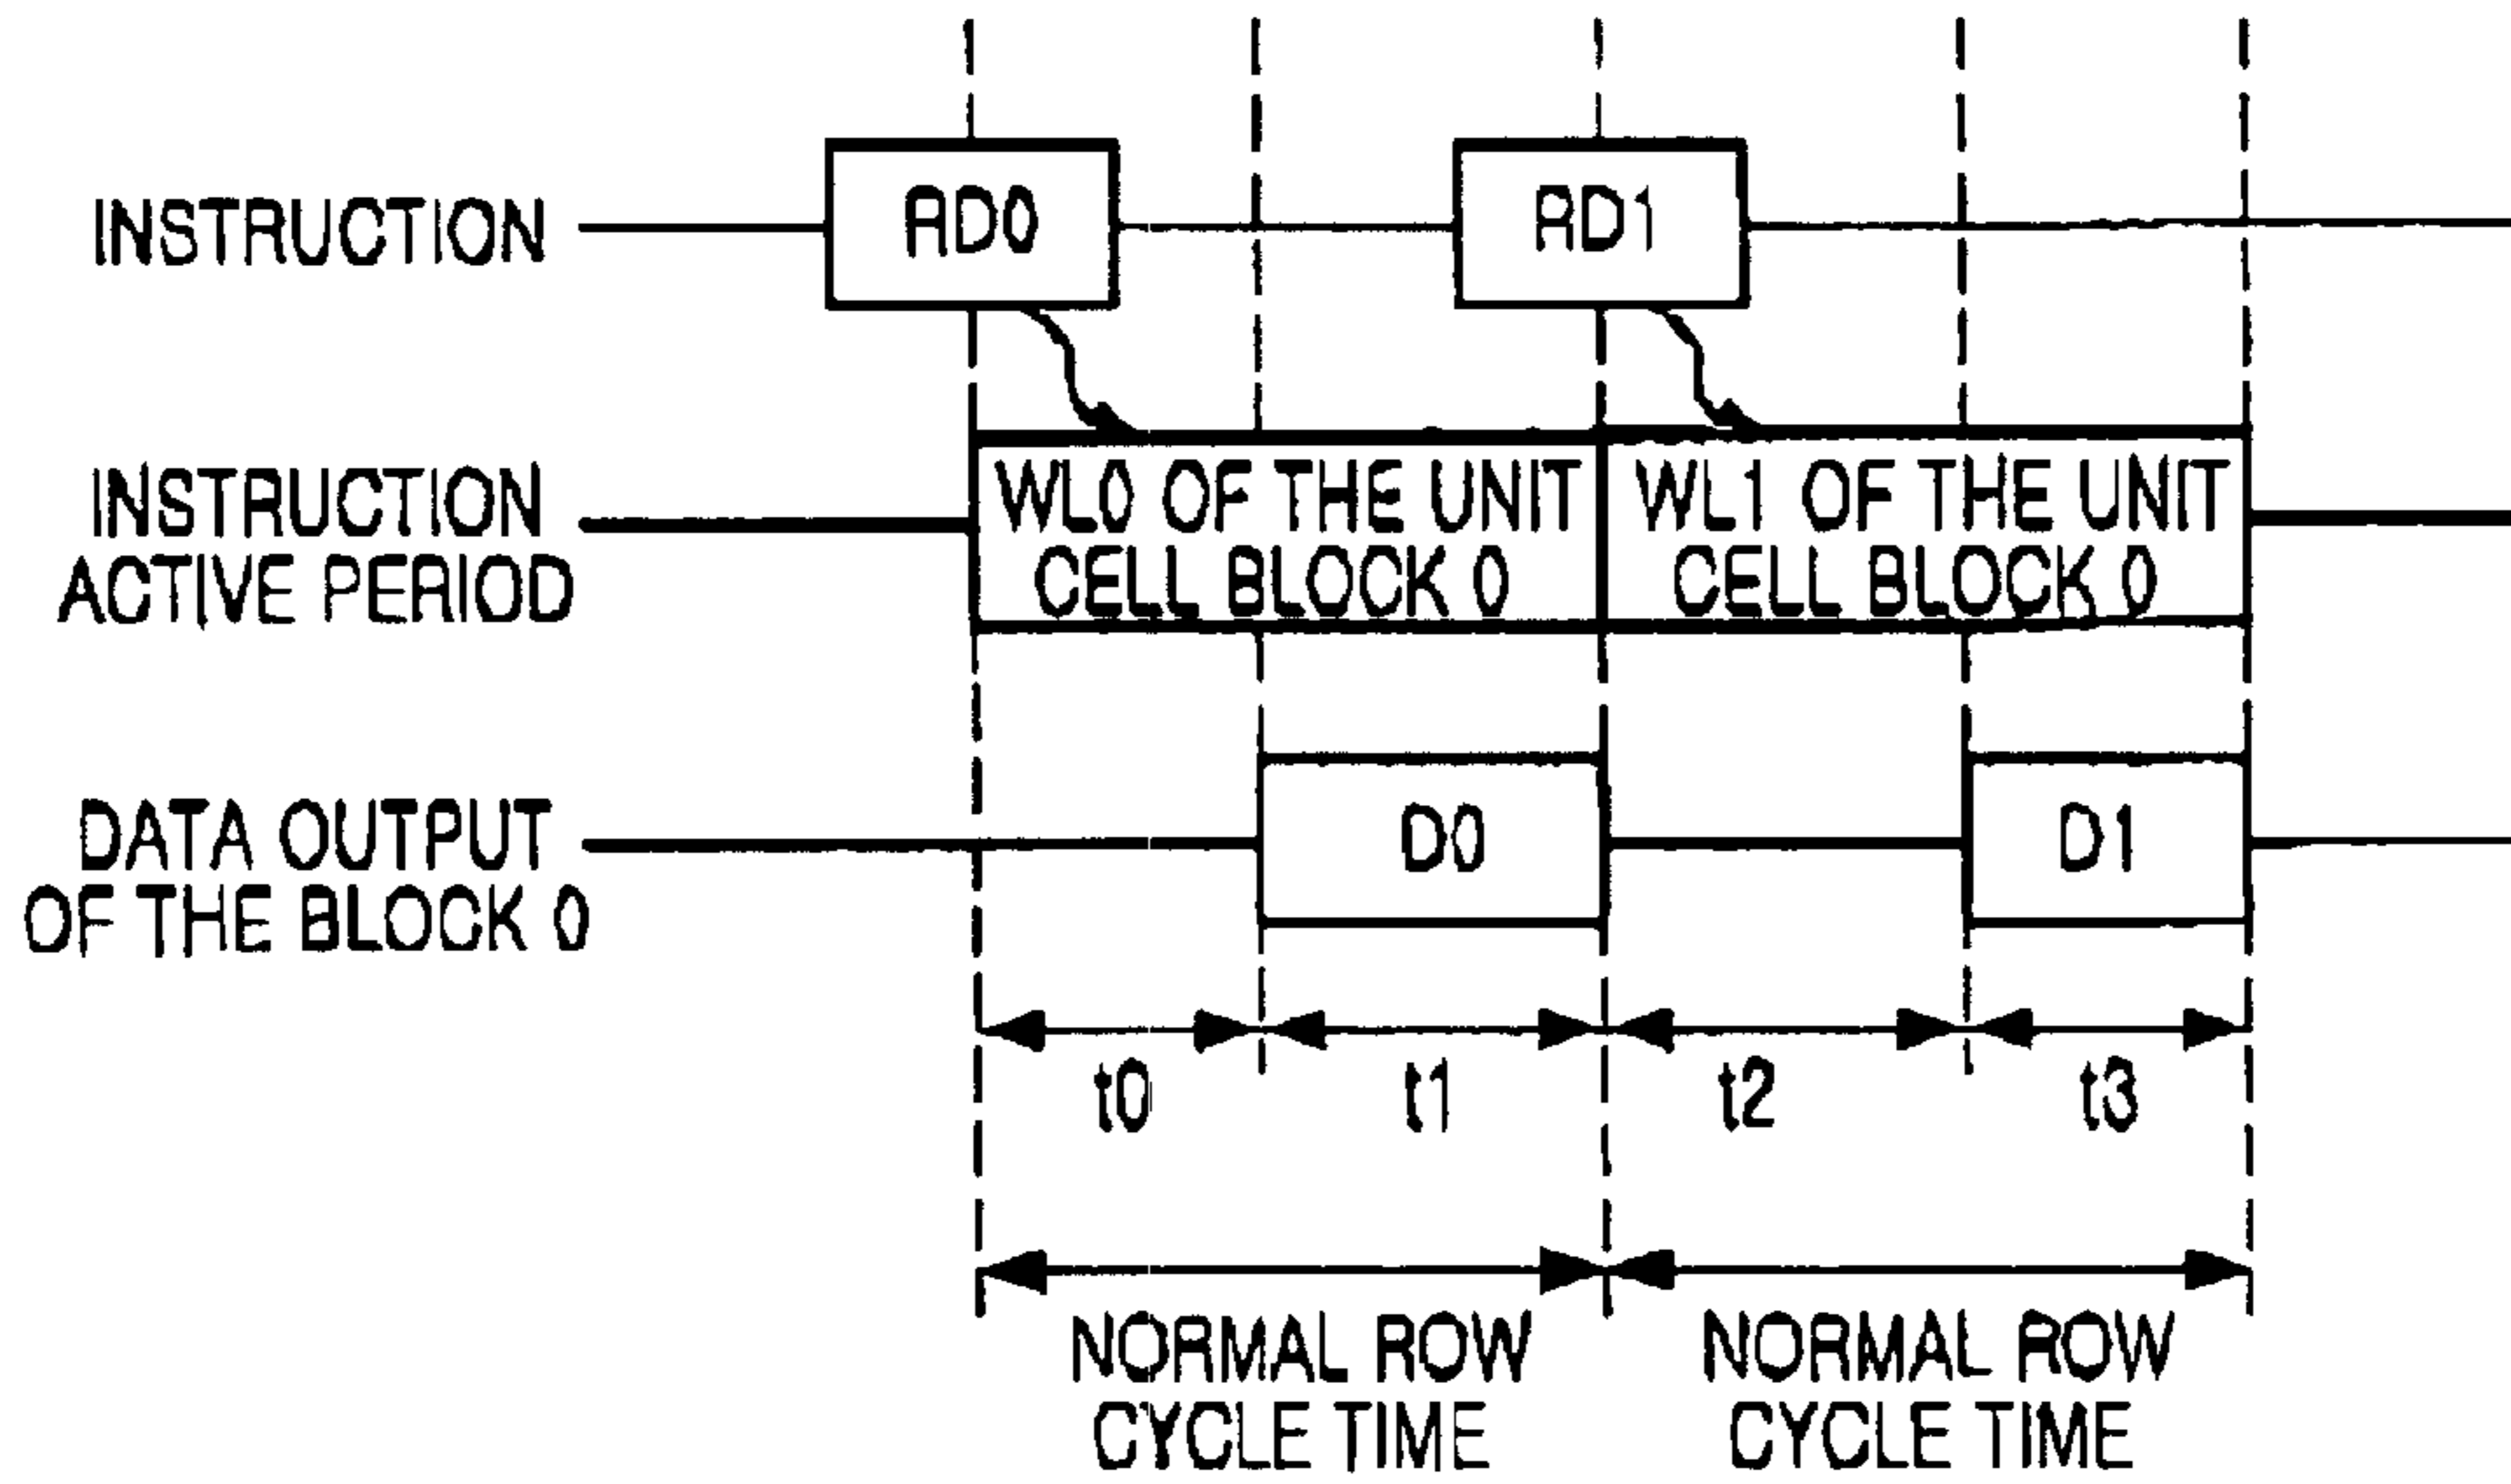 INSTRUCTION
RD0
RD1
INSTRUCTION
ACTIVE PERIOD
WL0 OF THE UNIT
CELL BLOCK 0
WL1 OF THE UNIT
CELL BLOCK 0
DATA OUTPUT
OF THE BLOCK 0
D0
D1
t0
t1
t2
t3
NORMAL ROW
CYCLE TIME
NORMAL ROW
CYCLE TIME